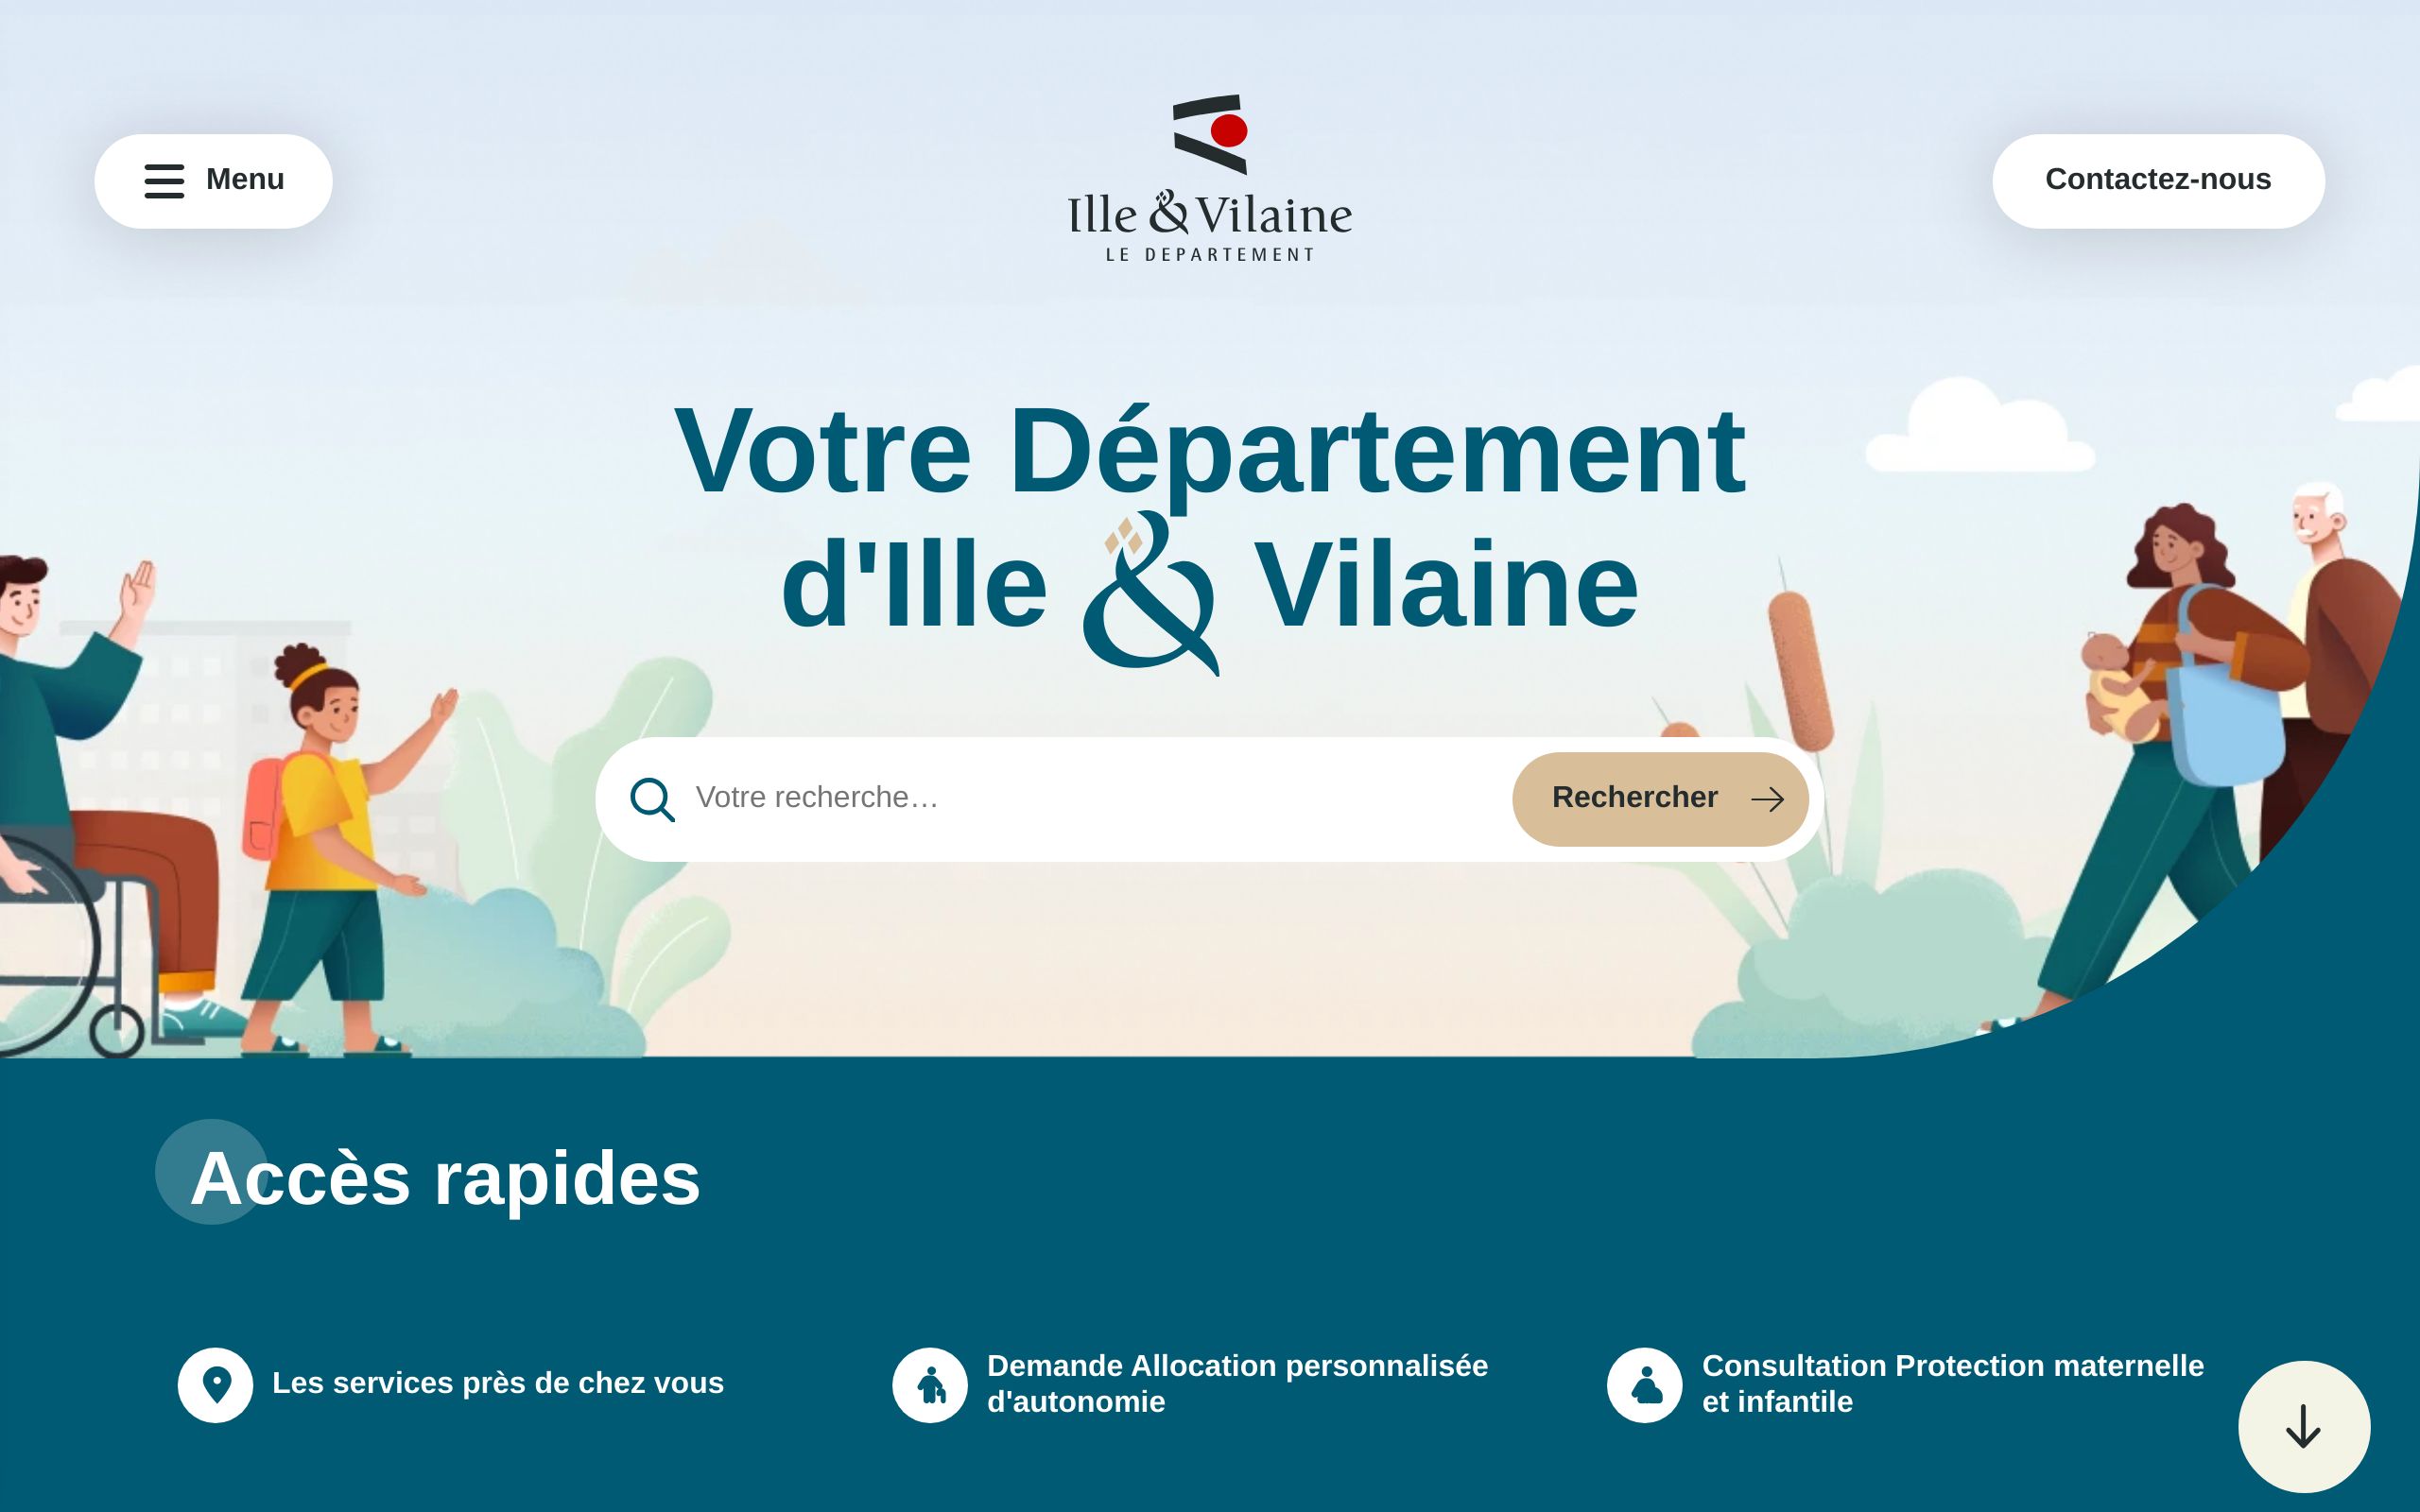 Menu
Ille & Vilaine
LE DEPARTEMENT
Contactez-nous
Votre Département
d'Ille & Vilaine
Votre recherche…
Rechercher
Accès rapides
Les services près de chez vous
Demande Allocation personnalisée
d'autonomie
Consultation Protection maternelle
et infantile